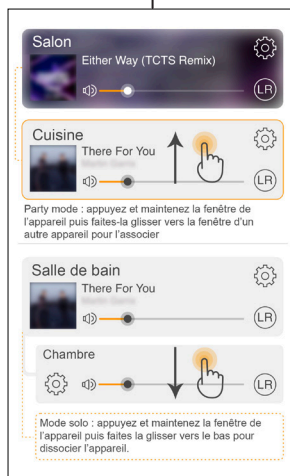 Salon
Either Way (TCTS Remix)
LR
Cuisine
There For You
LR
Party mode : appuyez et maintenez la fenêtre de
l'appareil puis faites-la glisser vers la fenêtre d'un
autre appareil pour l'associer
Salle de bain
There For You
LR
Chambre
LR
Mode solo : appuyez et maintenez la fenêtre de
l'appareil puis faites la glisser vers le bas pour
dissocier l'appareil.